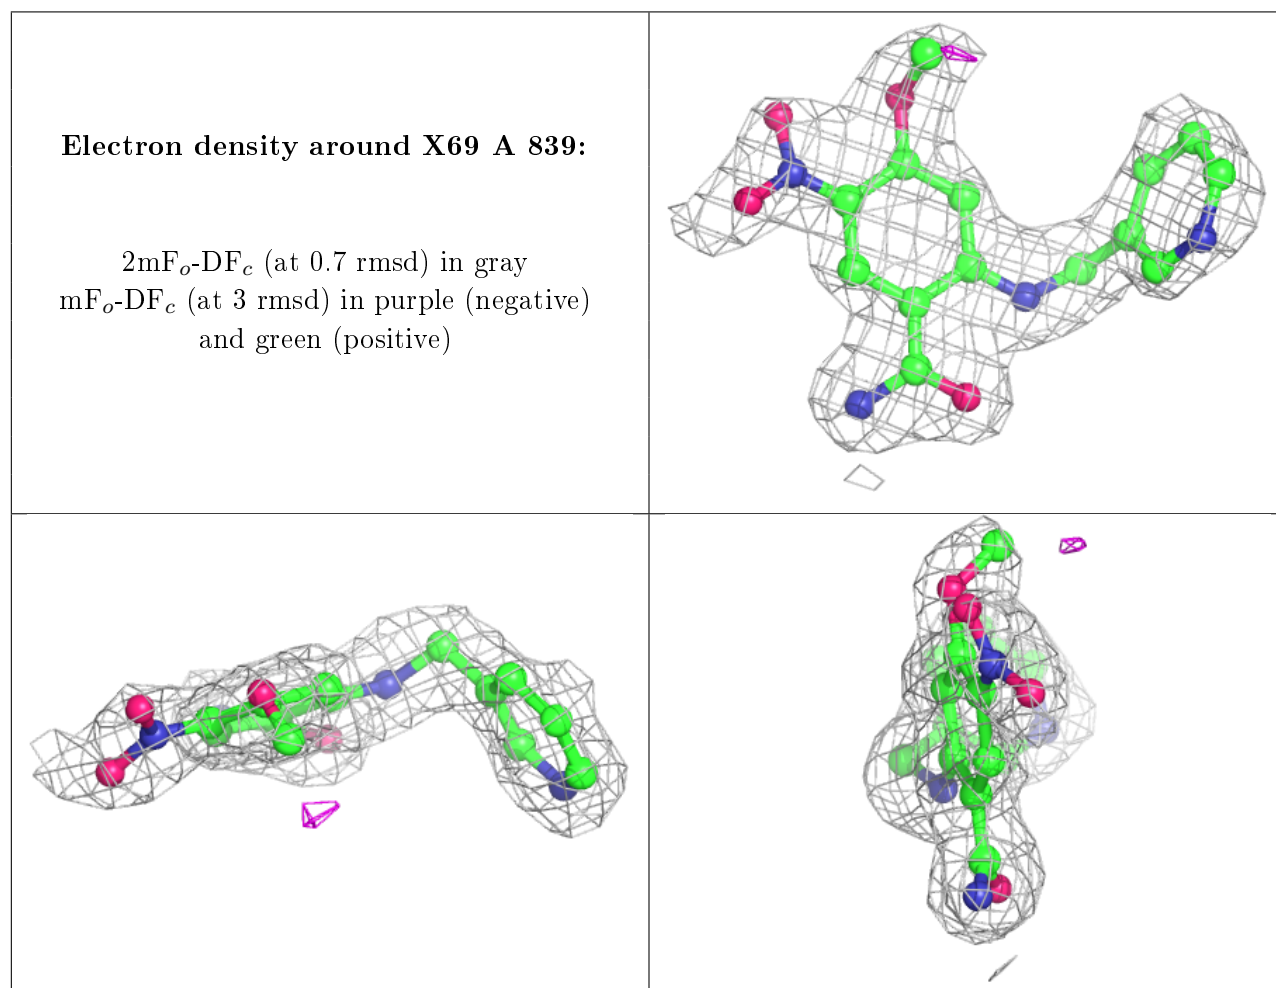 Electron density around X69 A 839:
2mFₒ-DF𝒸 (at 0.7 rmsd) in gray
mFₒ-DF𝒸 (at 3 rmsd) in purple (negative)
and green (positive)